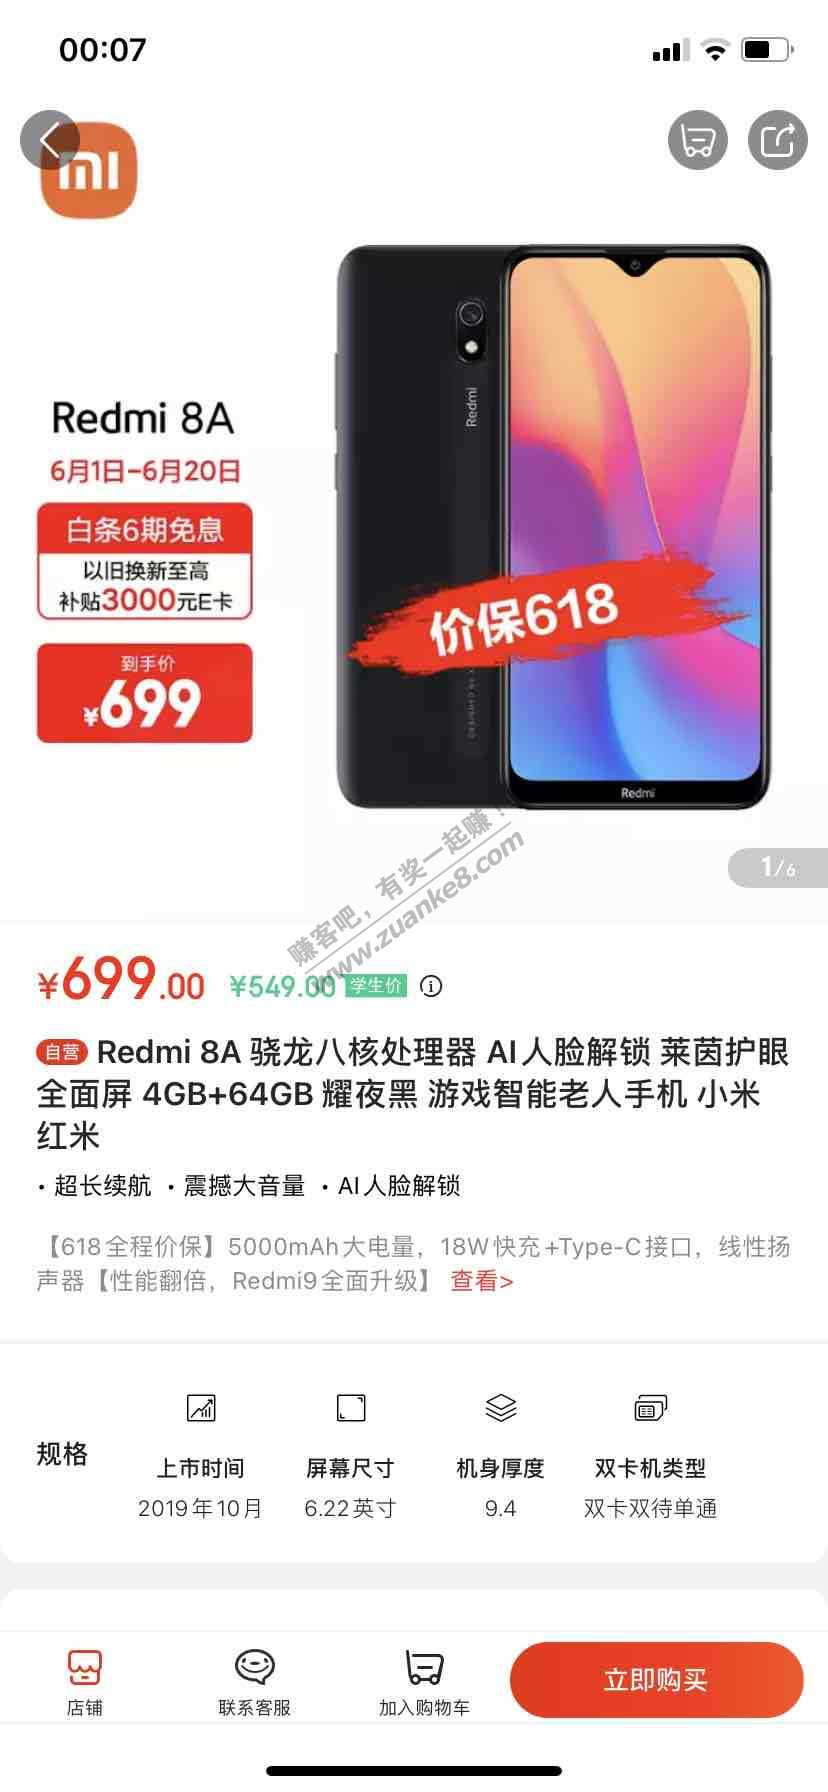 00:07
mi
Redmi 8A
6月1日-6月20日
白条6期免息
以旧换新至高
补贴3000元E卡
到手价
¥699
Redmi
价保618
Redmi
1/6
赚客吧，有奖一起赚！
www.zuanke8.com
¥699.00 ¥549.00 学生价
自营 Redmi 8A 骁龙八核处理器 AI人脸解锁 莱茵护眼
全面屏 4GB+64GB 耀夜黑 游戏智能老人手机 小米
红米
·超长续航 ·震撼大音量 ·AI人脸解锁
【618全程价保】5000mAh大电量，18W快充+Type-C接口，线性扬
声器【性能翻倍，Redmi9全面升级】 查看>
规格
上市时间 屏幕尺寸 机身厚度 双卡机类型
2019年10月 6.22英寸 9.4 双卡双待单通
店铺 联系客服 加入购物车 立即购买